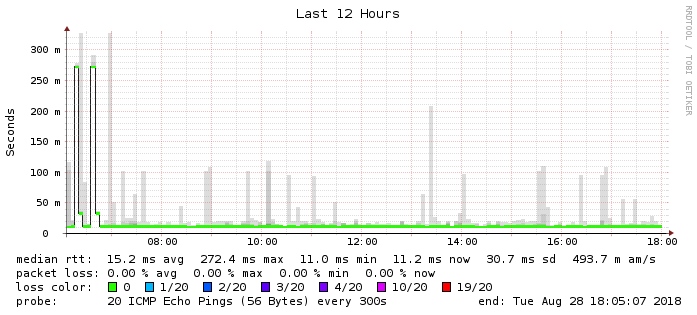 Last 12 Hours
RRDTOOL / TOBI OETIKER
Seconds
300 m
250 m
200 m
150 m
100 m
50 m
0
08:00 10:00 12:00 14:00 16:00 18:00
median rtt: 15.2 ms avg 272.4 ms max 11.0 ms min 11.2 ms now 30.7 ms sd 493.7 m am/s
packet loss: 0.00 % avg 0.00 % max 0.00 % min 0.00 % now
loss color: 0 1/20 2/20 3/20 4/20 10/20 19/20
probe: 20 ICMP Echo Pings (56 Bytes) every 300s end: Tue Aug 28 18:05:07 2018